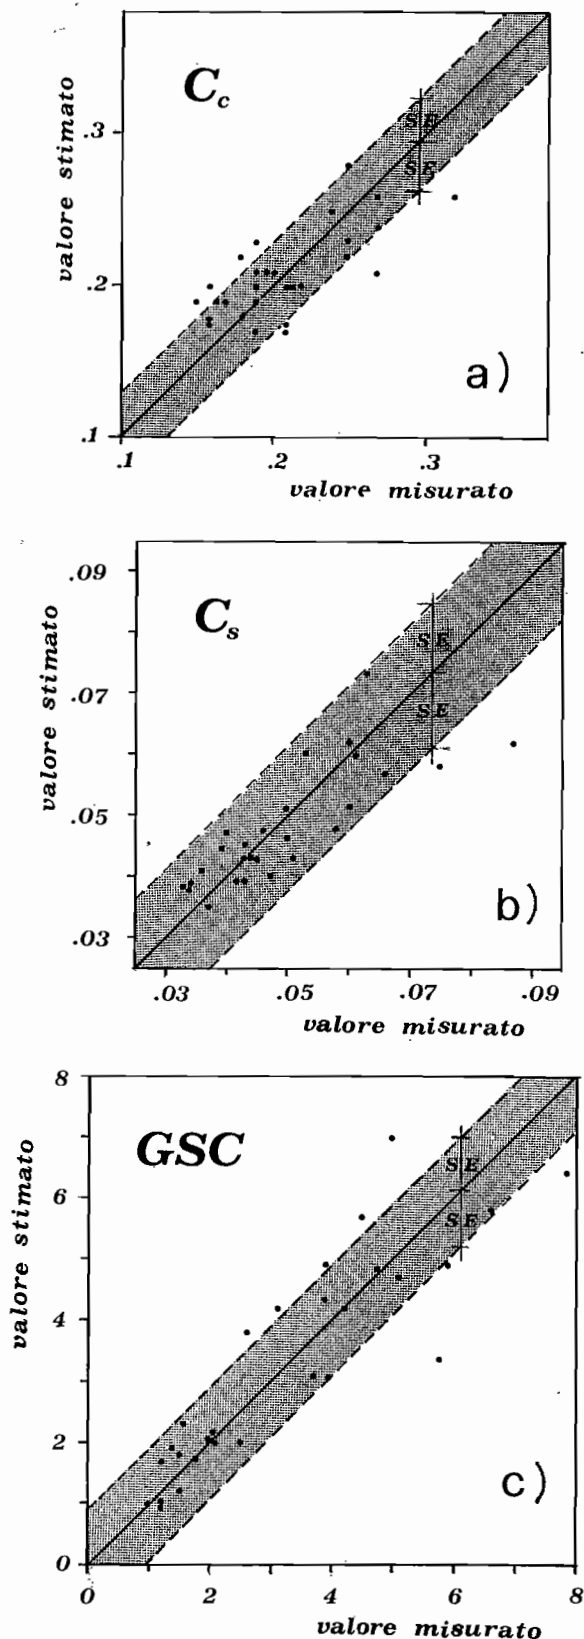 C_c
valore stimato
.3
.2
.1
SE
SE
a)
.1 .2 .3
valore misurato
C_s
valore stimato
.09
.07
.05
.03
SE
SE
b)
.03 .05 .07 .09
valore misurato
GSC
valore stimato
8
6
4
2
0
SE
SE
c)
0 2 4 6 8
valore misurato